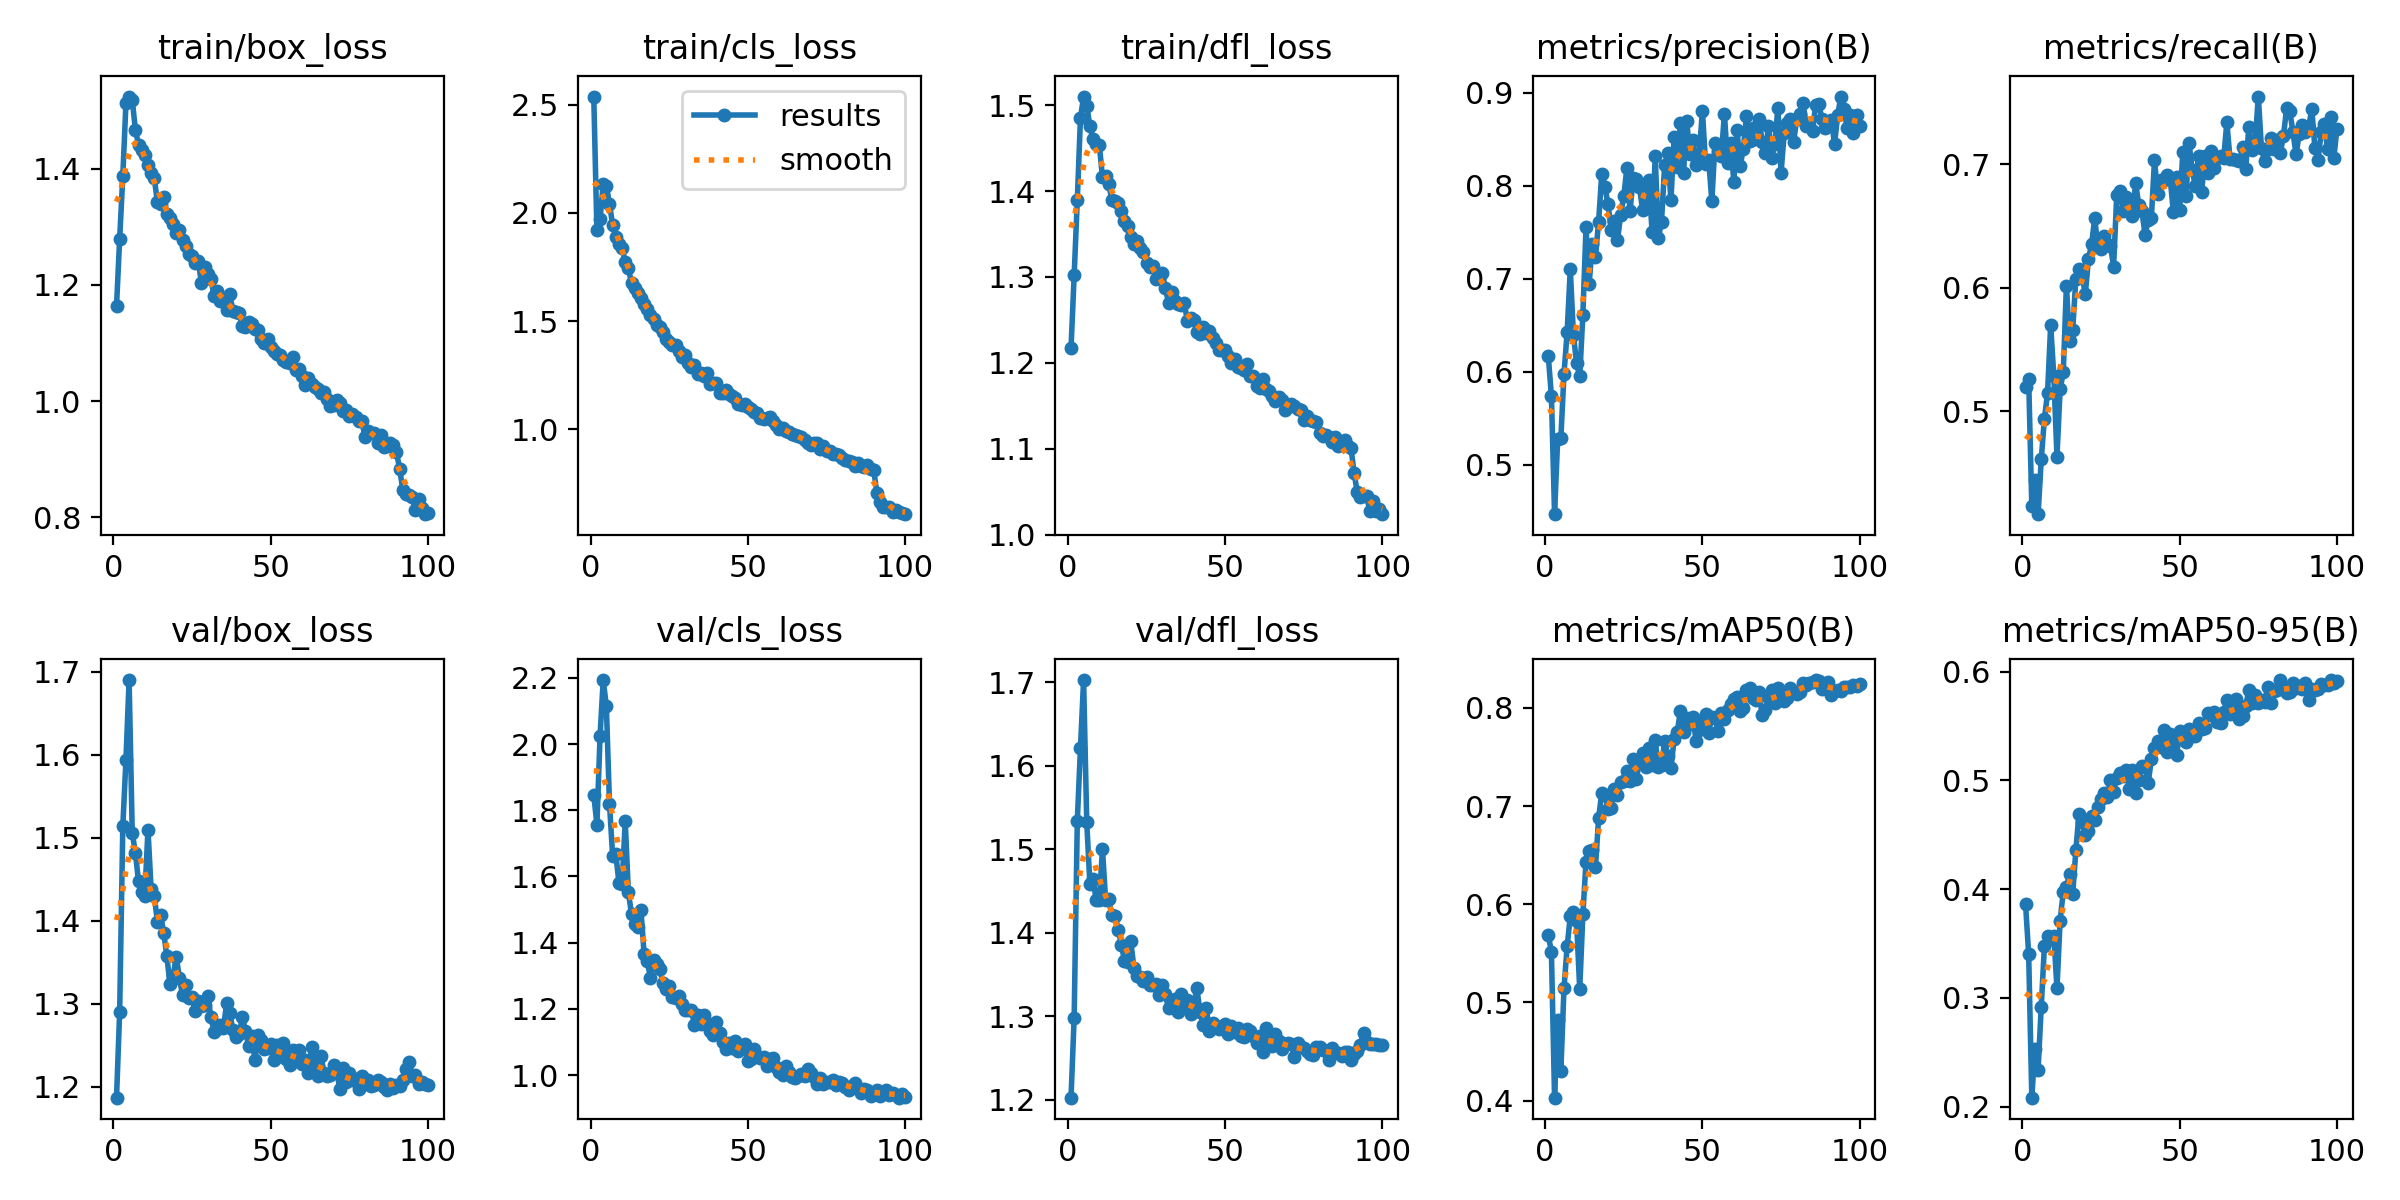 train/box_loss
1.4
1.2
1.0
0.8
0 50 100
train/cls_loss
results
smooth
2.5
2.0
1.5
1.0
0 50 100
train/dfl_loss
1.5
1.4
1.3
1.2
1.1
1.0
0 50 100
metrics/precision(B)
0.9
0.8
0.7
0.6
0.5
0 50 100
metrics/recall(B)
0.7
0.6
0.5
0 50 100
val/box_loss
1.7
1.6
1.5
1.4
1.3
1.2
0 50 100
val/cls_loss
2.2
2.0
1.8
1.6
1.4
1.2
1.0
0 50 100
val/dfl_loss
1.7
1.6
1.5
1.4
1.3
1.2
0 50 100
metrics/mAP50(B)
0.8
0.7
0.6
0.5
0.4
0 50 100
metrics/mAP50-95(B)
0.6
0.5
0.4
0.3
0.2
0 50 100